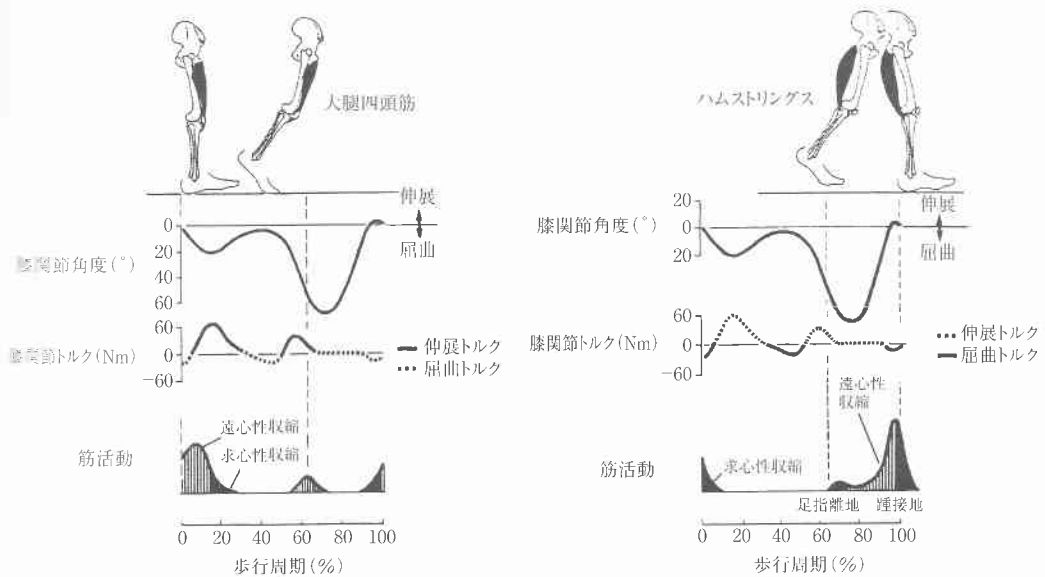 大腿四頭筋
伸展
屈曲
0
20
40
60
膝関節角度(°)
60
0
−60
膝関節トルク(Nm)
伸展トルク
屈曲トルク
遠心性収縮
求心性収縮
筋活動
0 20 40 60 80 100
歩行周期(%)
ハムストリングス
伸展
屈曲
20
0
20
膝関節角度(°)
60
0
−60
膝関節トルク(Nm)
伸展トルク
屈曲トルク
遠心性
収縮
求心性収縮
筋活動
足指離地 踵接地
0 20 40 60 80 100
歩行周期(%)